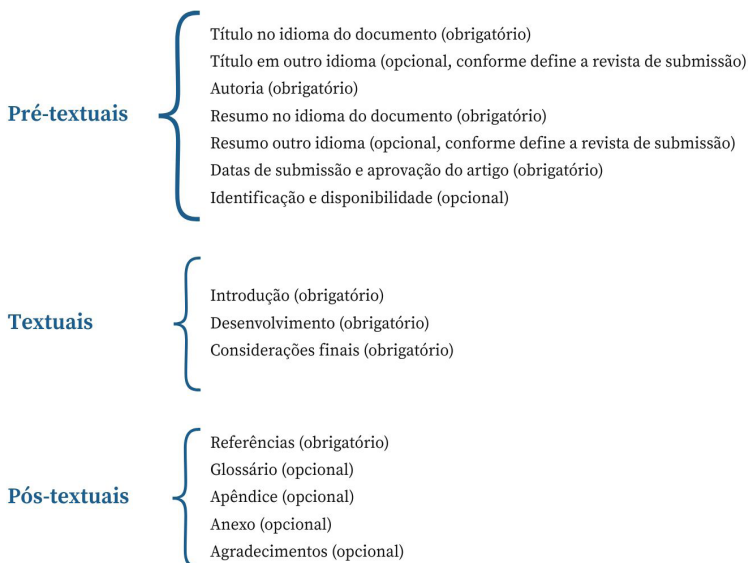 Pré-textuais
Título no idioma do documento (obrigatório)
Título em outro idioma (opcional, conforme define a revista de submissão)
Autoria (obrigatório)
Resumo no idioma do documento (obrigatório)
Resumo outro idioma (opcional, conforme define a revista de submissão)
Datas de submissão e aprovação do artigo (obrigatório)
Identificação e disponibilidade (opcional)
Textuais
Introdução (obrigatório)
Desenvolvimento (obrigatório)
Considerações finais (obrigatório)
Pós-textuais
Referências (obrigatório)
Glossário (opcional)
Apêndice (opcional)
Anexo (opcional)
Agradecimentos (opcional)